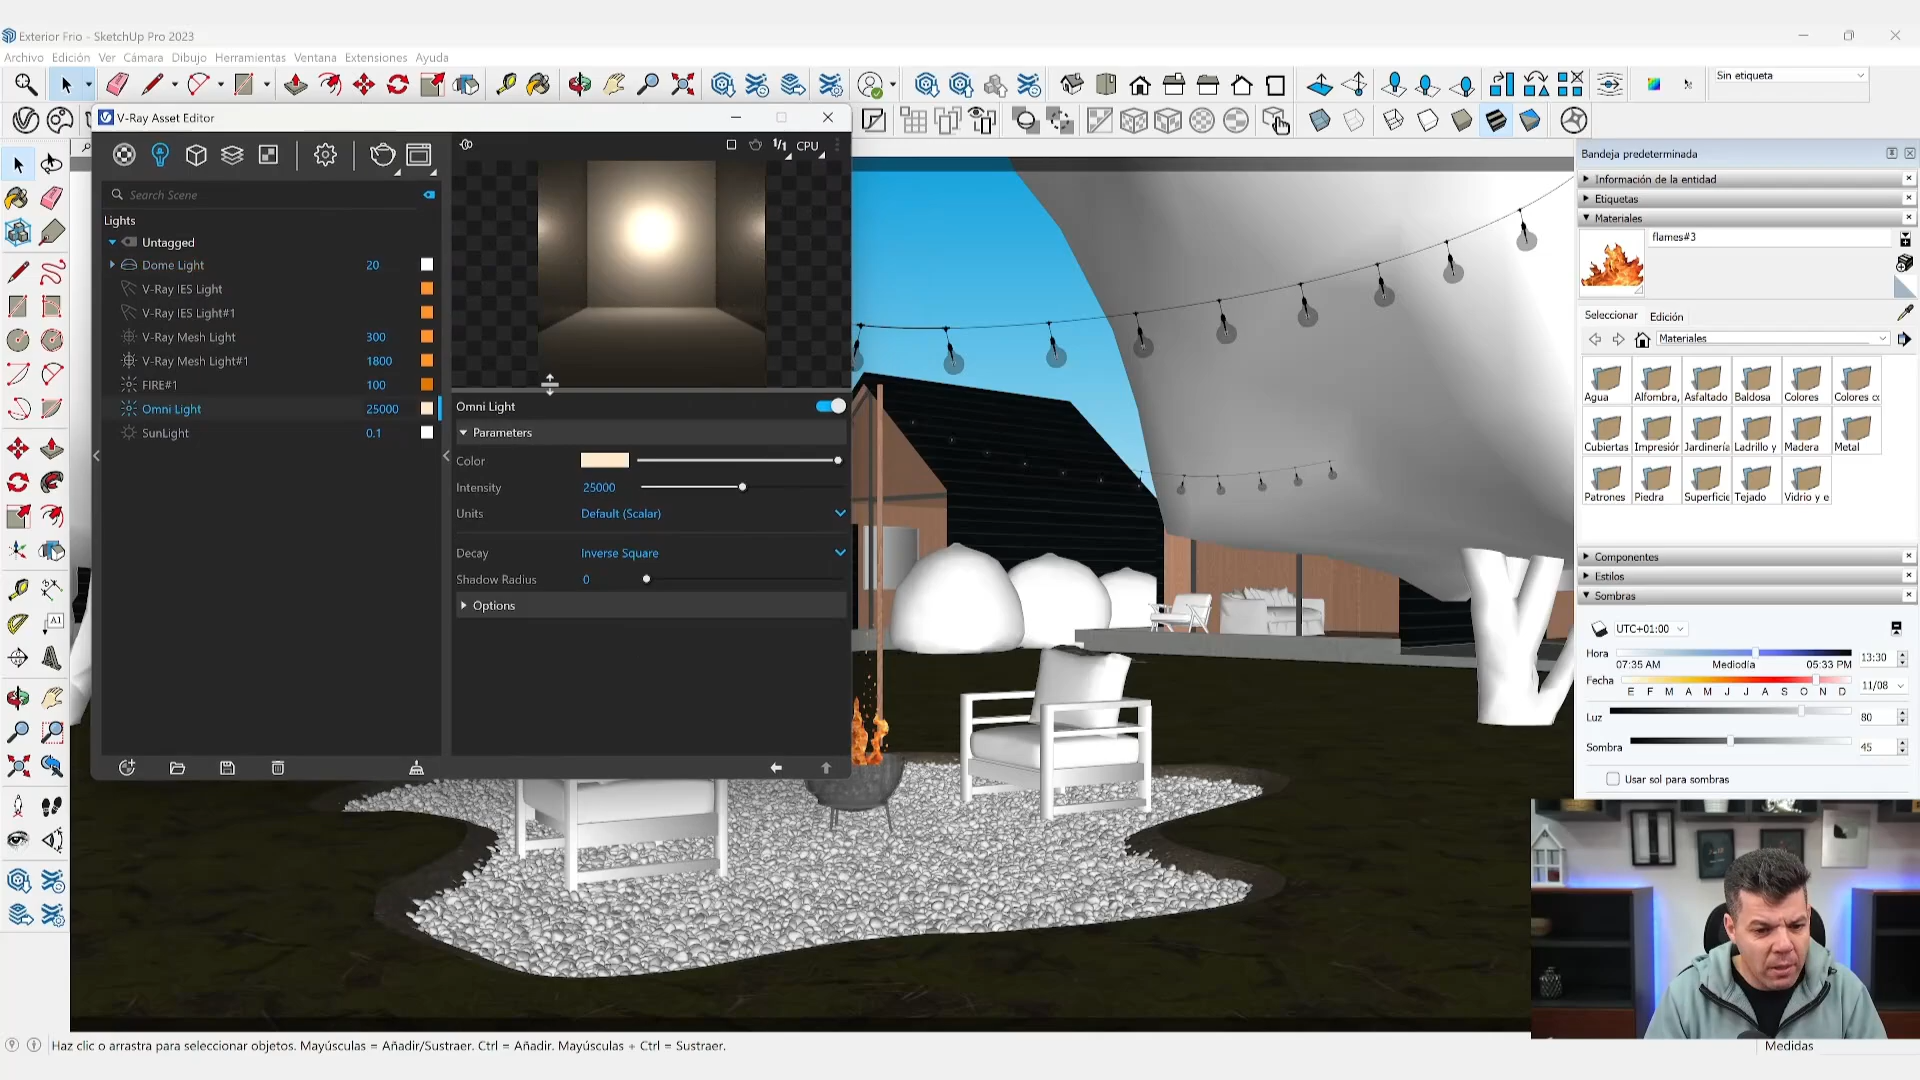 Exterior Frio - SketchUp Pro 2023
Archivo Edición Ver Cámara Dibujo Herramientas Ventana Extensiones Ayuda
Sin etiqueta
V-Ray Asset Editor
1/1 CPU
Search Scene
Lights
Untagged
Dome Light 20
V-Ray IES Light
V-Ray IES Light#1
V-Ray Mesh Light 300
V-Ray Mesh Light#1 1800
FIRE#1 100
Omni Light 25000
SunLight 0.1
Omni Light
Parameters
Color
Intensity 25000
Units Default (Scalar)
Decay Inverse Square
Shadow Radius 0
Options
A1
Bandeja predeterminada
Información de la entidad
Etiquetas
Materiales
flames#3
Seleccionar Edición
Materiales
Agua Alfombra, Asfaltado Baldosa Colores Colores co
Cubiertas Impresión Jardinería Ladrillo y Madera Metal
Patrones Piedra Superficie Tejado Vidrio y e
Componentes
Estilos
Sombras
UTC+01:00
Hora 13:30
07:35 AM Mediodía 05:33 PM
Fecha 11/08
E F M A M J J A S O N D
Luz 80
Sombra 45
Usar sol para sombras
Haz clic o arrastra para seleccionar objetos. Mayúsculas = Añadir/Sustraer. Ctrl = Añadir. Mayúsculas + Ctrl = Sustraer.
Medidas